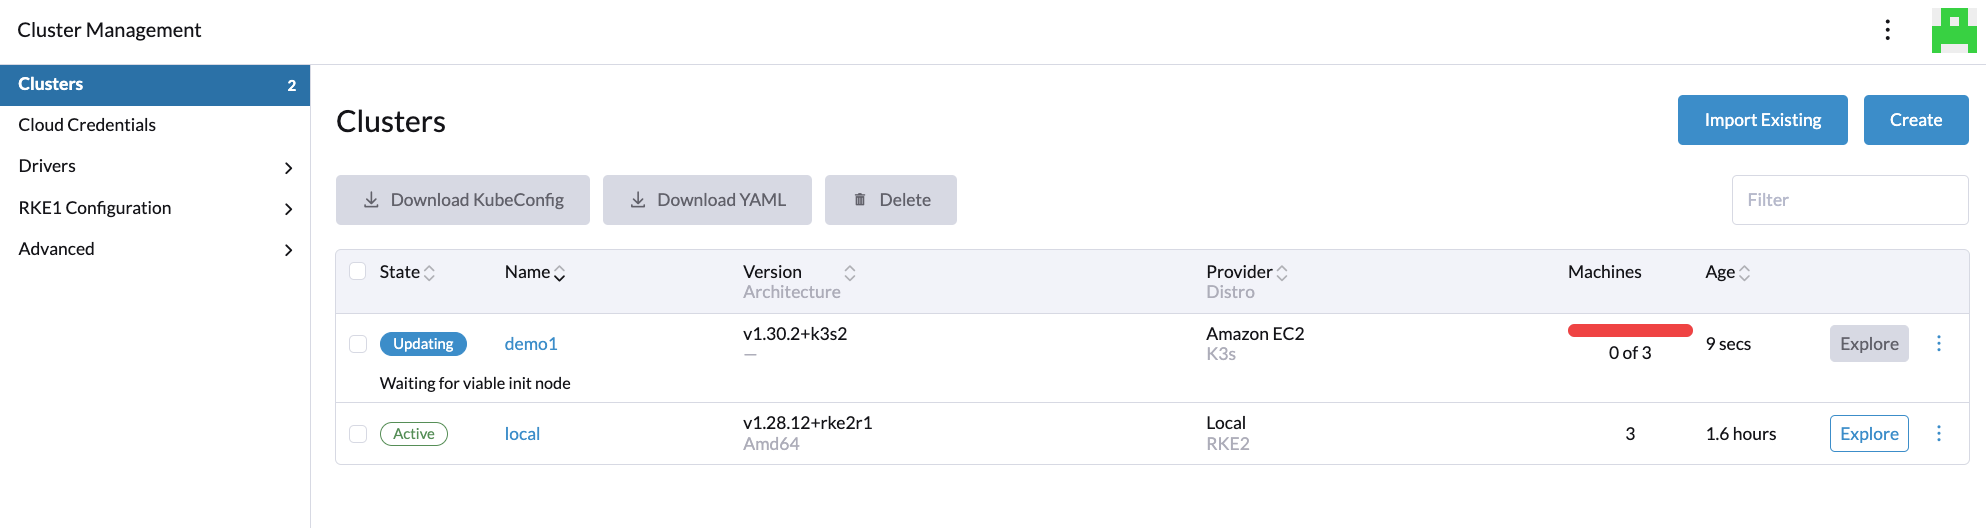 Cluster Management
Clusters 2
Cloud Credentials
Drivers
RKE1 Configuration
Advanced
Clusters
Import Existing
Create
Download KubeConfig
Download YAML
Delete
Filter
State Name Version Provider Machines Age
Architecture Distro
Updating demo1 v1.30.2+k3s2 Amazon EC2 0 of 3 9 secs Explore
— K3s
Waiting for viable init node
Active local v1.28.12+rke2r1 Local 3 1.6 hours Explore
Amd64 RKE2